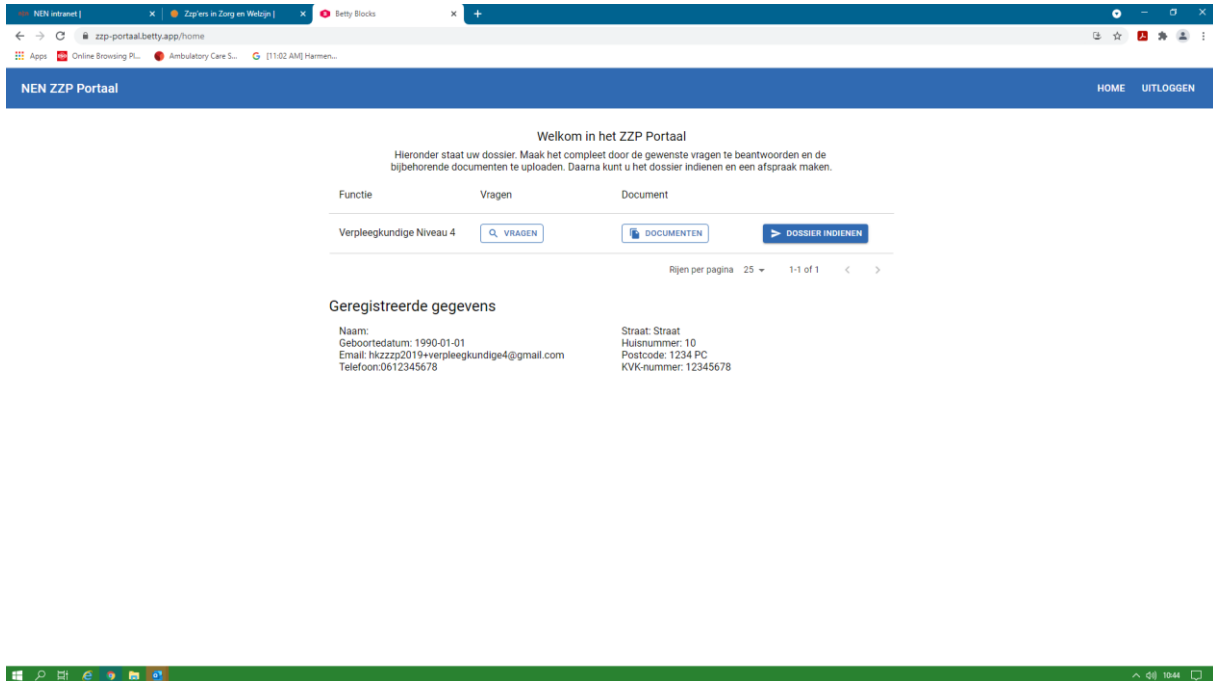 NEN intranet |
Zzp'ers in Zorg en Welzijn |
Betty Blocks
zzp-portaal.betty.app/home
Apps
Online Browsing Pl...
Ambulatory Care S...
[11:02 AM] Harmen...
NEN ZZP Portaal
HOME UITLOGGEN
Welkom in het ZZP Portaal
Hieronder staat uw dossier. Maak het compleet door de gewenste vragen te beantwoorden en de
bijbehorende documenten te uploaden. Daarna kunt u het dossier indienen en een afspraak maken.
Functie Vragen Document
Verpleegkundige Niveau 4 VRAGEN DOCUMENTEN DOSSIER INDIENEN
Rijen per pagina 25 1-1 of 1
Geregistreerde gegevens
Naam:
Geboortedatum: 1990-01-01
Email: hkzzzp2019+verpleegkundige4@gmail.com
Telefoon:0612345678
Straat: Straat
Huisnummer: 10
Postcode: 1234 PC
KVK-nummer: 12345678
10:44